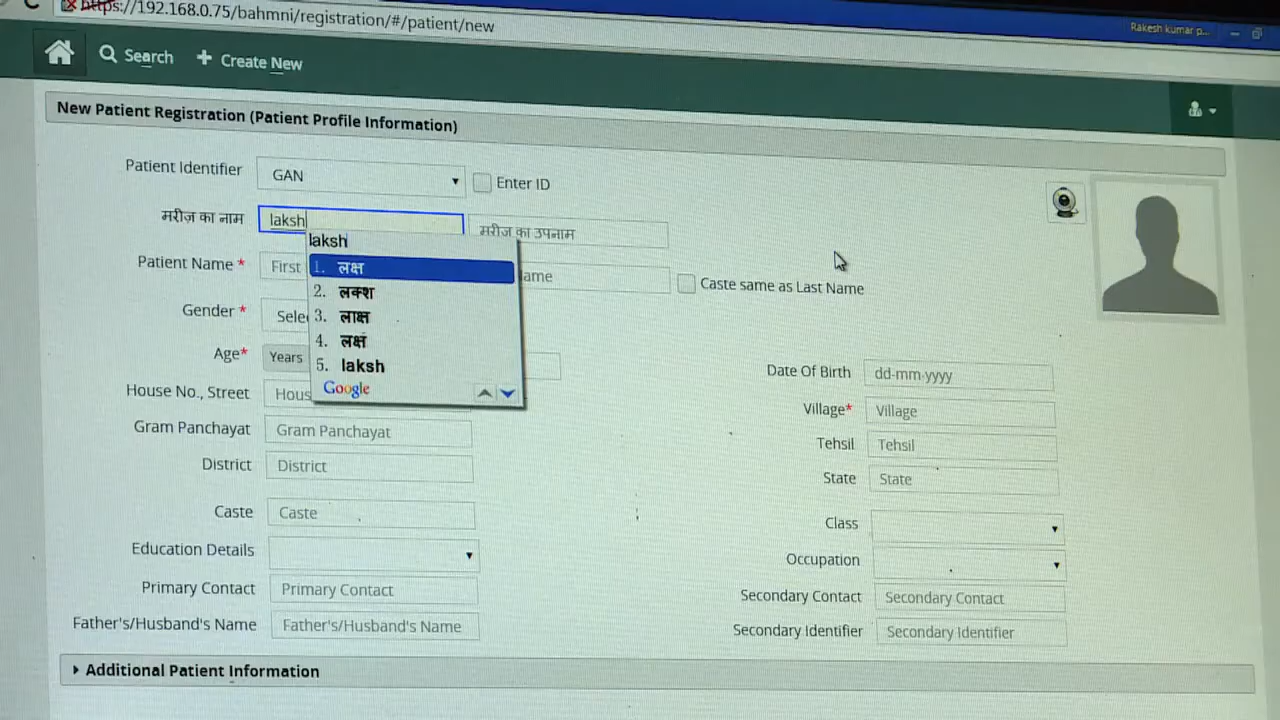 https://192.168.0.75/bahmni/registration/#/patient/new
Rakesh kumar p...
Search
Create New
New Patient Registration (Patient Profile Information)
Patient Identifier GAN Enter ID
मरीज़ का नाम laksh मरीज़ का उपनाम
laksh
Patient Name * First ame Caste same as Last Name
1. लक्ष
2. लक्श
3. लाक्ष
4. लक्षं
5. laksh
Google
Gender * Selec
Age* Years
Date Of Birth dd-mm-yyyy
House No., Street Hous
Village* Village
Gram Panchayat Gram Panchayat
Tehsil Tehsil
District District
State State
Caste Caste
Class
Education Details
Occupation
Primary Contact Primary Contact
Secondary Contact Secondary Contact
Father's/Husband's Name Father's/Husband's Name
Secondary Identifier Secondary Identifier
Additional Patient Information